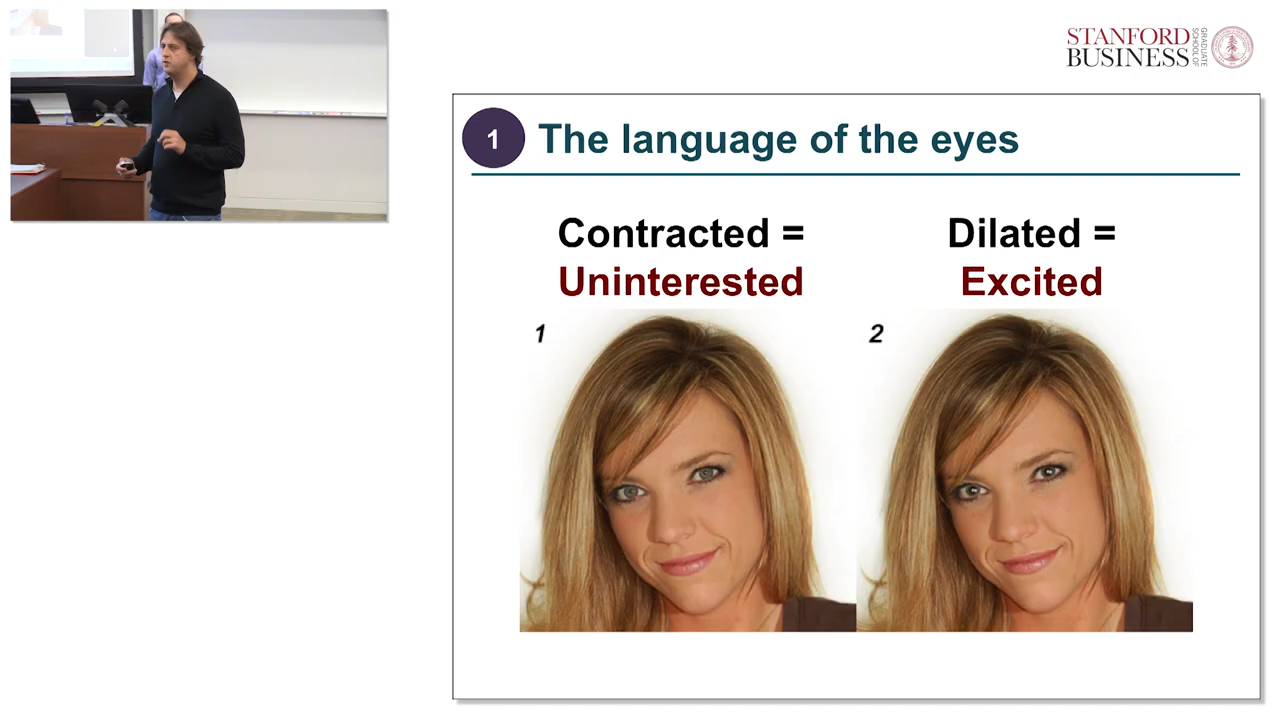 STANFORD
BUSINESS
GRADUATE
SCHOOL OF
1 The language of the eyes
Contracted =
Uninterested
Dilated =
Excited
1
2